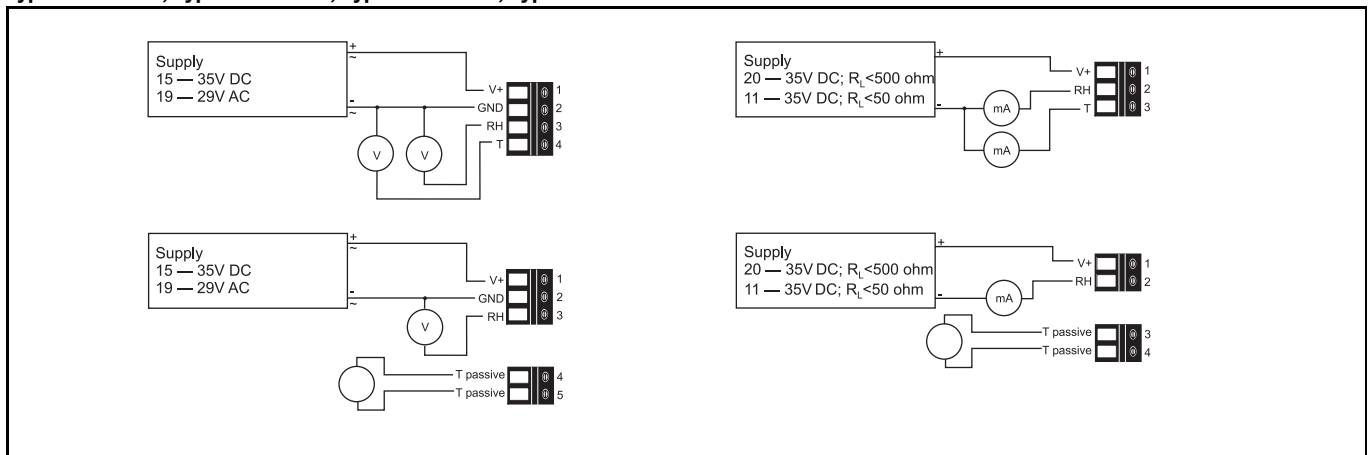 Supply
15 — 35V DC
19 — 29V AC
+
~
-
~
V+
GND
RH
T
1
2
3
4
V
V
Supply
20 — 35V DC; RL<500 ohm
11 — 35V DC; RL<50 ohm
+
-
V+
RH
T
1
2
3
mA
mA
Supply
15 — 35V DC
19 — 29V AC
+
~
-
~
V+
GND
RH
1
2
3
V
T passive
T passive
4
5
Supply
20 — 35V DC; RL<500 ohm
11 — 35V DC; RL<50 ohm
+
-
V+
RH
1
2
mA
T passive
T passive
3
4